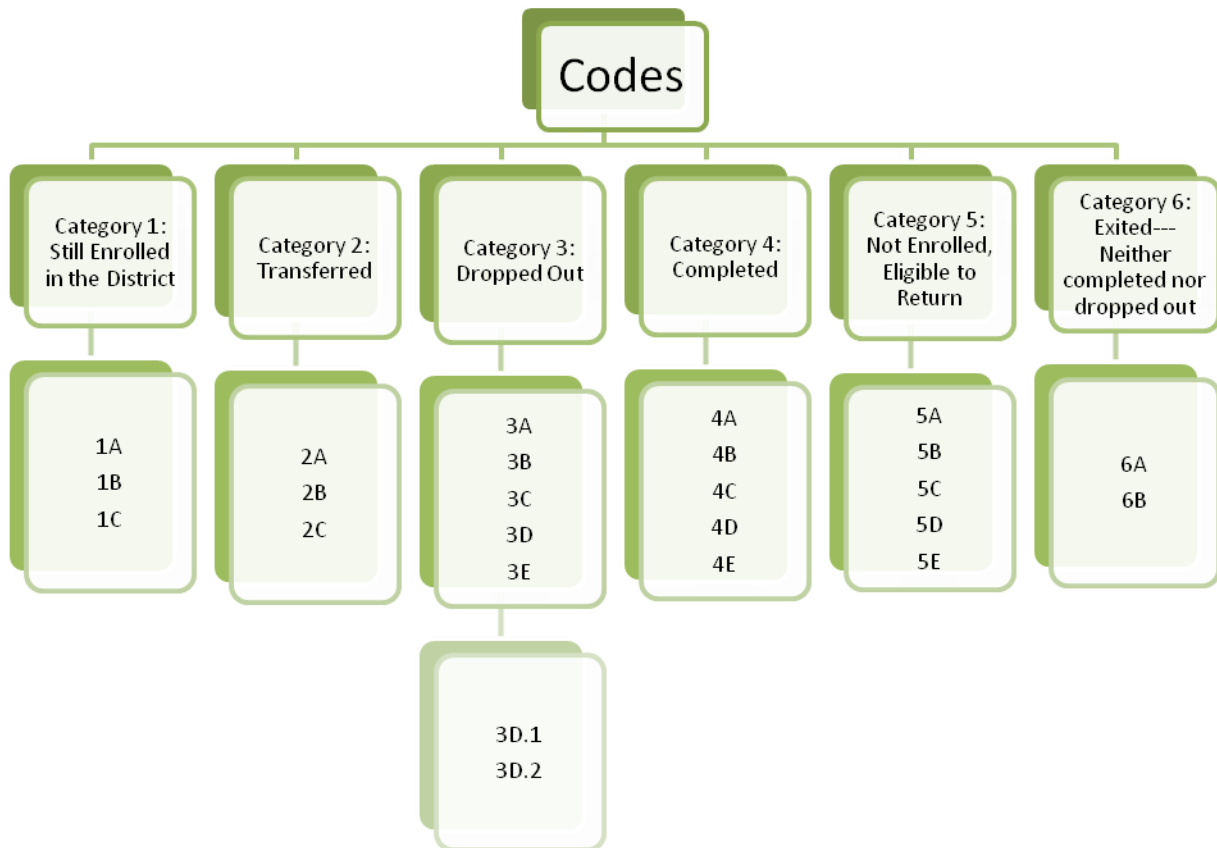 Codes
Category 1:
Still Enrolled
in the District
Category 2:
Transferred
Category 3:
Dropped Out
Category 4:
Completed
Category 5:
Not Enrolled,
Eligible to
Return
Category 6:
Exited---
Neither
completed nor
dropped out
1A
1B
1C
2A
2B
2C
3A
3B
3C
3D
3E
4A
4B
4C
4D
4E
5A
5B
5C
5D
5E
6A
6B
3D.1
3D.2